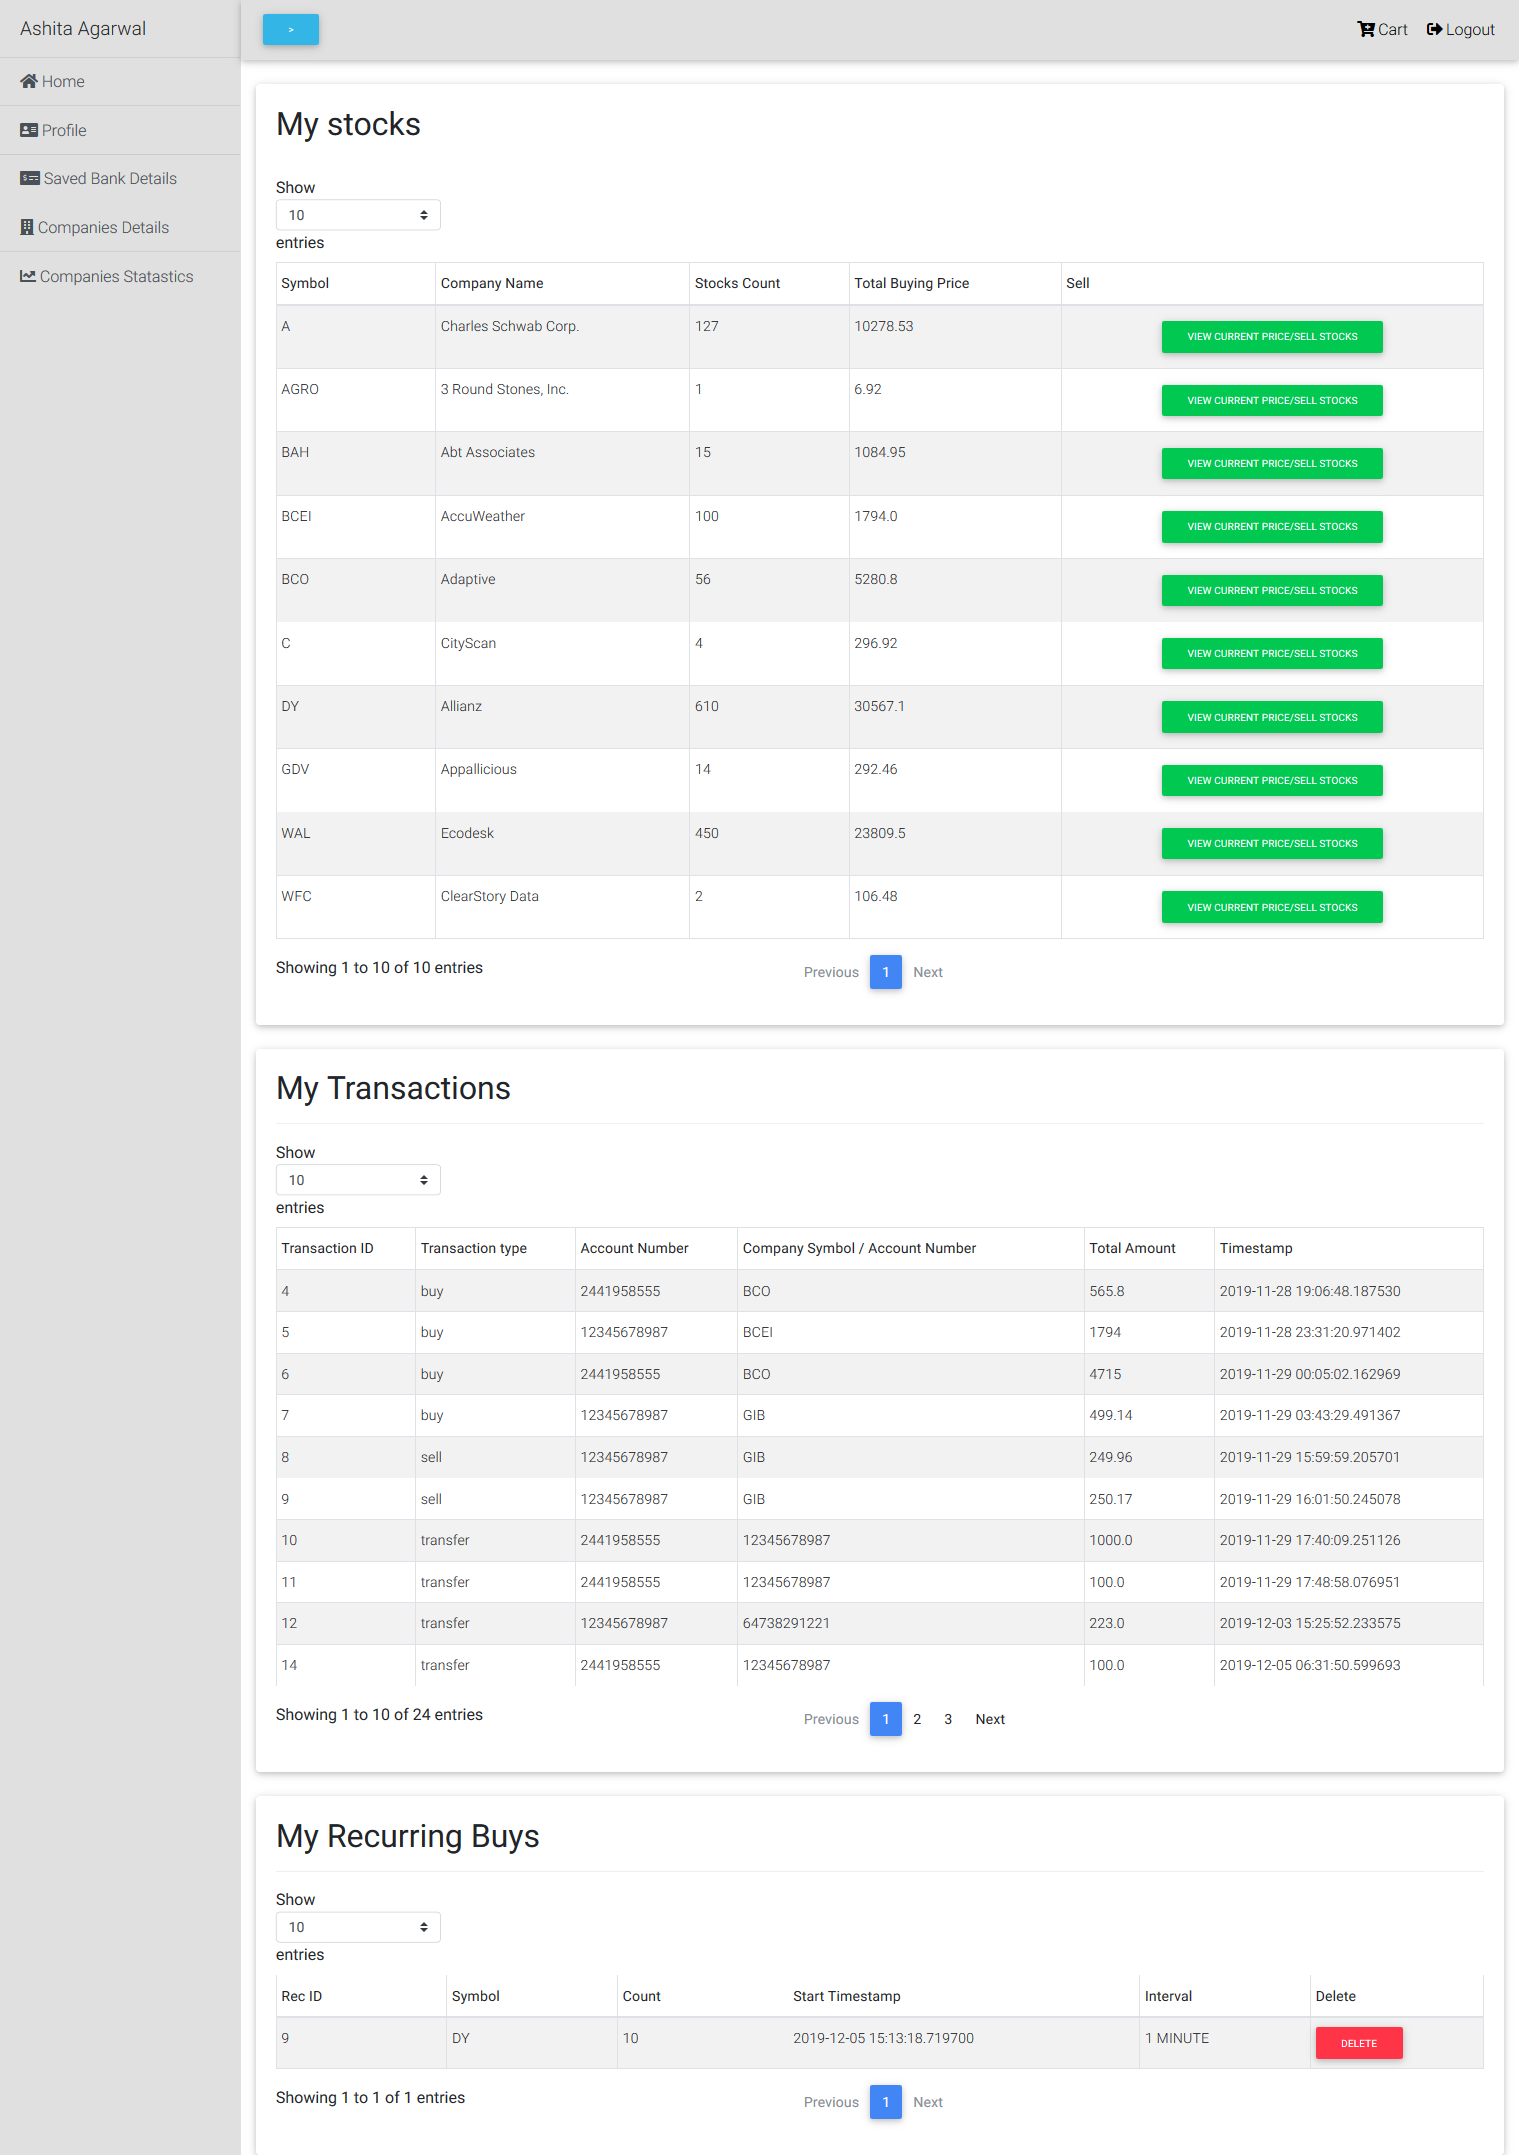 Ashita Agarwal
>
Cart Logout
Home
Profile
Saved Bank Details
Companies Details
Companies Statastics
My stocks
Show
10
entries
Symbol Company Name Stocks Count Total Buying Price Sell
A Charles Schwab Corp. 127 10278.53 VIEW CURRENT PRICE/SELL STOCKS
AGRO 3 Round Stones, Inc. 1 6.92 VIEW CURRENT PRICE/SELL STOCKS
BAH Abt Associates 15 1084.95 VIEW CURRENT PRICE/SELL STOCKS
BCEI AccuWeather 100 1794.0 VIEW CURRENT PRICE/SELL STOCKS
BCO Adaptive 56 5280.8 VIEW CURRENT PRICE/SELL STOCKS
C CityScan 4 296.92 VIEW CURRENT PRICE/SELL STOCKS
DY Allianz 610 30567.1 VIEW CURRENT PRICE/SELL STOCKS
GDV Appallicious 14 292.46 VIEW CURRENT PRICE/SELL STOCKS
WAL Ecodesk 450 23809.5 VIEW CURRENT PRICE/SELL STOCKS
WFC ClearStory Data 2 106.48 VIEW CURRENT PRICE/SELL STOCKS
Showing 1 to 10 of 10 entries Previous 1 Next
My Transactions
Show
10
entries
Transaction ID Transaction type Account Number Company Symbol / Account Number Total Amount Timestamp
4 buy 2441958555 BCO 565.8 2019-11-28 19:06:48.187530
5 buy 12345678987 BCEI 1794 2019-11-28 23:31:20.971402
6 buy 2441958555 BCO 4715 2019-11-29 00:05:02.162969
7 buy 12345678987 GIB 499.14 2019-11-29 03:43:29.491367
8 sell 12345678987 GIB 249.96 2019-11-29 15:59:59.205701
9 sell 12345678987 GIB 250.17 2019-11-29 16:01:50.245078
10 transfer 2441958555 12345678987 1000.0 2019-11-29 17:40:09.251126
11 transfer 2441958555 12345678987 100.0 2019-11-29 17:48:58.076951
12 transfer 12345678987 64738291221 223.0 2019-12-03 15:25:52.233575
14 transfer 2441958555 12345678987 100.0 2019-12-05 06:31:50.599693
Showing 1 to 10 of 24 entries Previous 1 2 3 Next
My Recurring Buys
Show
10
entries
Rec ID Symbol Count Start Timestamp Interval Delete
9 DY 10 2019-12-05 15:13:18.719700 1 MINUTE DELETE
Showing 1 to 1 of 1 entries Previous 1 Next